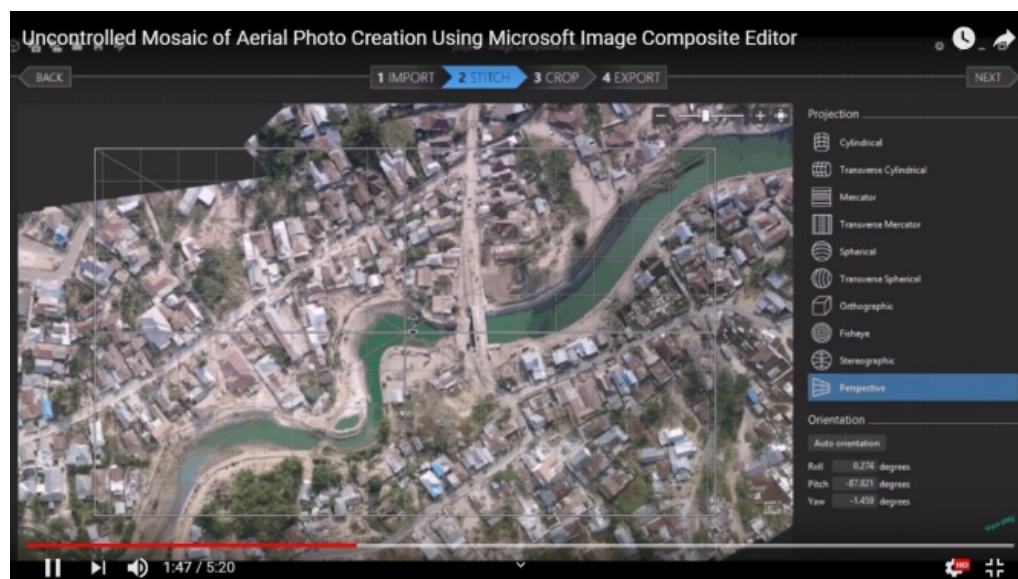 Uncontrolled Mosaic of Aerial Photo Creation Using Microsoft Image Composite Editor
BACK
1 IMPORT
2 STITCH
3 CROP
4 EXPORT
NEXT
Projection
Cylindrical
Transverse Cylindrical
Mercator
Transverse Mercator
Spherical
Transverse Spherical
Orthographic
Fisheye
Stereographic
Perspective
Orientation
Auto orientation
Roll 0.274 degrees
Pitch -87.821 degrees
Yaw -1.459 degrees
1:47 / 5:20
HD